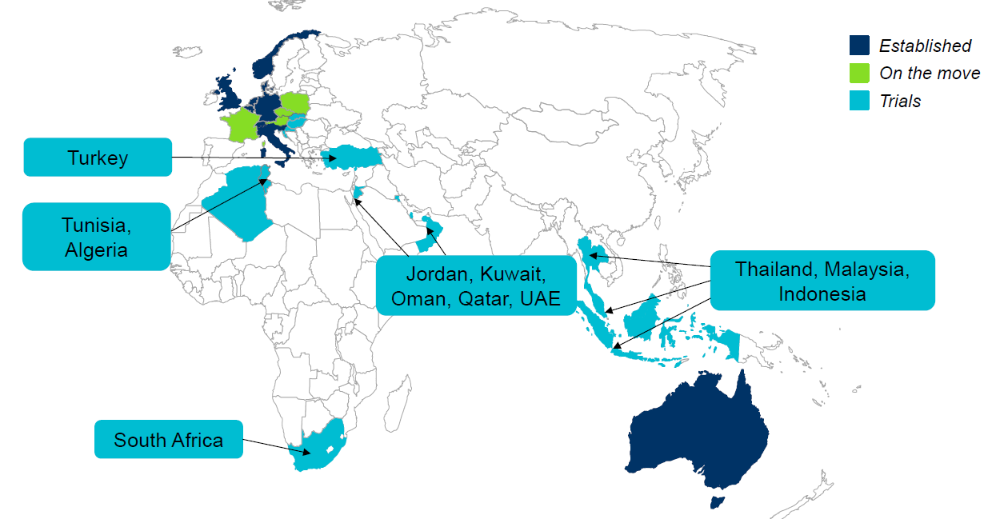 Established
On the move
Trials
Turkey
Tunisia,
Algeria
Jordan, Kuwait,
Oman, Qatar, UAE
Thailand, Malaysia,
Indonesia
South Africa